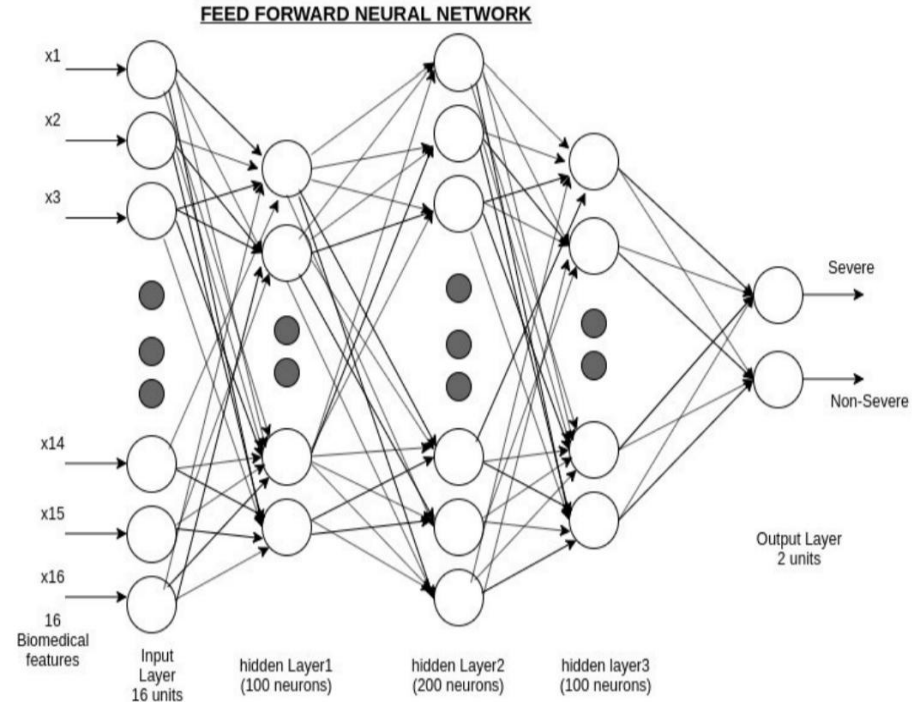 FEED FORWARD NEURAL NETWORK
x1
x2
x3
x14
x15
x16
16
Biomedical
features
Input
Layer
16 units
hidden Layer1
(100 neurons)
hidden Layer2
(200 neurons)
hidden layer3
(100 neurons)
Severe
Non-Severe
Output Layer
2 units